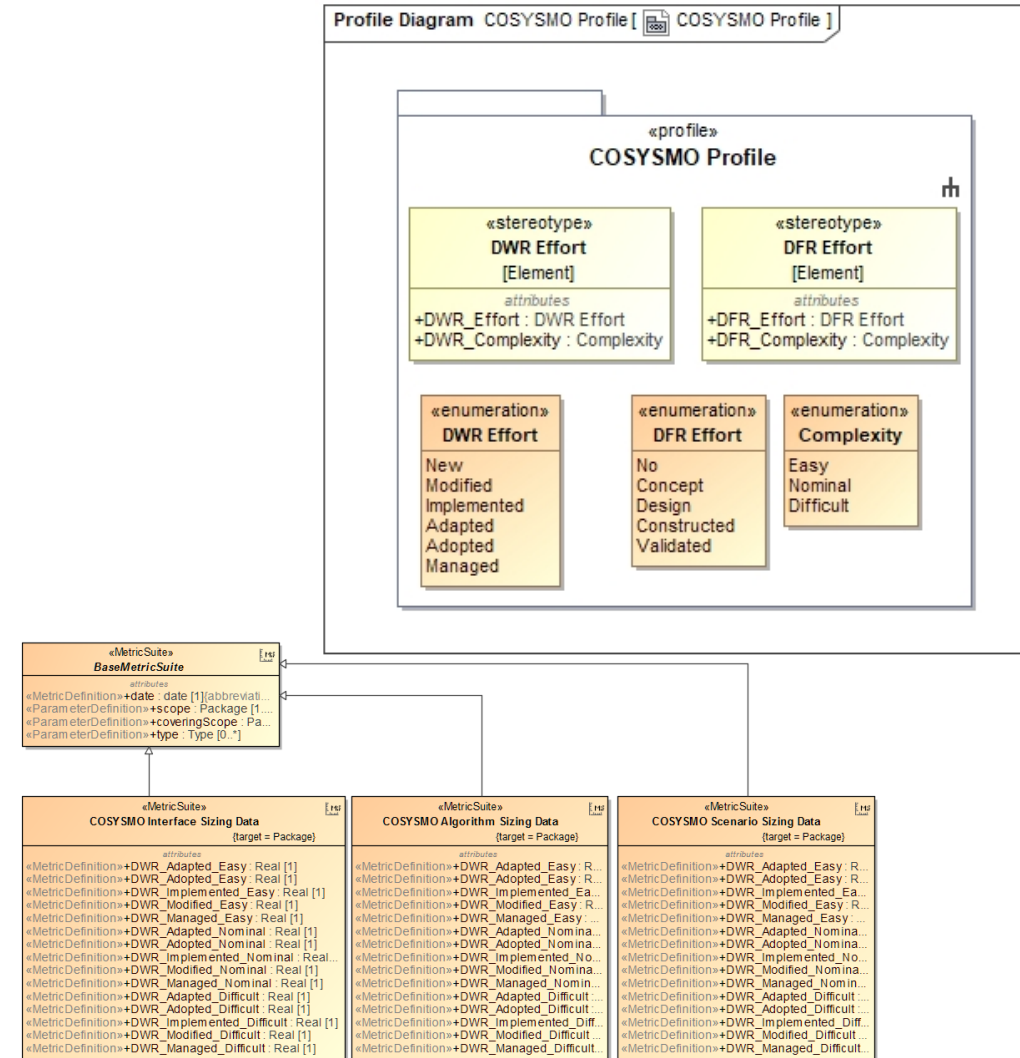 Profile Diagram COSYSMO Profile [ COSYSMO Profile ]
«profile»
COSYSMO Profile
«stereotype»
DWR Effort
[Element]
attributes
+DWR_Effort : DWR Effort
+DWR_Complexity : Complexity
«stereotype»
DFR Effort
[Element]
attributes
+DFR_Effort : DFR Effort
+DFR_Complexity : Complexity
«enumeration»
DWR Effort
New
Modified
Implemented
Adapted
Adopted
Managed
«enumeration»
DFR Effort
No
Concept
Design
Constructed
Validated
«enumeration»
Complexity
Easy
Nominal
Difficult
«MetricSuite»
BaseMetricSuite
attributes
«MetricDefinition»+date : date [1]{abbreviati...
«ParameterDefinition»+scope : Package [1....
«ParameterDefinition»+coveringScope : Pa...
«ParameterDefinition»+type : Type [0..*]
«MetricSuite»
COSYSMO Interface Sizing Data
{target = Package}
attributes
«MetricDefinition»+DWR_Adapted_Easy : Real [1]
«MetricDefinition»+DWR_Adopted_Easy : Real [1]
«MetricDefinition»+DWR_Implemented_Easy : Real [1]
«MetricDefinition»+DWR_Modified_Easy : Real [1]
«MetricDefinition»+DWR_Managed_Easy : Real [1]
«MetricDefinition»+DWR_Adapted_Nominal : Real [1]
«MetricDefinition»+DWR_Adopted_Nominal : Real [1]
«MetricDefinition»+DWR_Implemented_Nominal : Real...
«MetricDefinition»+DWR_Modified_Nominal : Real [1]
«MetricDefinition»+DWR_Managed_Nominal : Real [1]
«MetricDefinition»+DWR_Adapted_Difficult : Real [1]
«MetricDefinition»+DWR_Adopted_Difficult : Real [1]
«MetricDefinition»+DWR_Implemented_Difficult : Real [1]
«MetricDefinition»+DWR_Modified_Difficult : Real [1]
«MetricDefinition»+DWR_Managed_Difficult : Real [1]
«MetricSuite»
COSYSMO Algorithm Sizing Data
{target = Package}
attributes
«MetricDefinition»+DWR_Adapted_Easy : R...
«MetricDefinition»+DWR_Adopted_Easy : R...
«MetricDefinition»+DWR_Implemented_Ea...
«MetricDefinition»+DWR_Modified_Easy : R...
«MetricDefinition»+DWR_Managed_Easy : ...
«MetricDefinition»+DWR_Adapted_Nomina...
«MetricDefinition»+DWR_Adopted_Nomina...
«MetricDefinition»+DWR_Implemented_No...
«MetricDefinition»+DWR_Modified_Nomina...
«MetricDefinition»+DWR_Managed_Nomin...
«MetricDefinition»+DWR_Adapted_Difficult :...
«MetricDefinition»+DWR_Adopted_Difficult :...
«MetricDefinition»+DWR_Implemented_Diff...
«MetricDefinition»+DWR_Modified_Difficult ...
«MetricDefinition»+DWR_Managed_Difficult...
«MetricSuite»
COSYSMO Scenario Sizing Data
{target = Package}
attributes
«MetricDefinition»+DWR_Adapted_Easy : R...
«MetricDefinition»+DWR_Adopted_Easy : R...
«MetricDefinition»+DWR_Implemented_Ea...
«MetricDefinition»+DWR_Modified_Easy : R...
«MetricDefinition»+DWR_Managed_Easy : ...
«MetricDefinition»+DWR_Adapted_Nomina...
«MetricDefinition»+DWR_Adopted_Nomina...
«MetricDefinition»+DWR_Implemented_No...
«MetricDefinition»+DWR_Modified_Nomina...
«MetricDefinition»+DWR_Managed_Nomin...
«MetricDefinition»+DWR_Adapted_Difficult :...
«MetricDefinition»+DWR_Adopted_Difficult :...
«MetricDefinition»+DWR_Implemented_Diff...
«MetricDefinition»+DWR_Modified_Difficult ...
«MetricDefinition»+DWR_Managed_Difficult...